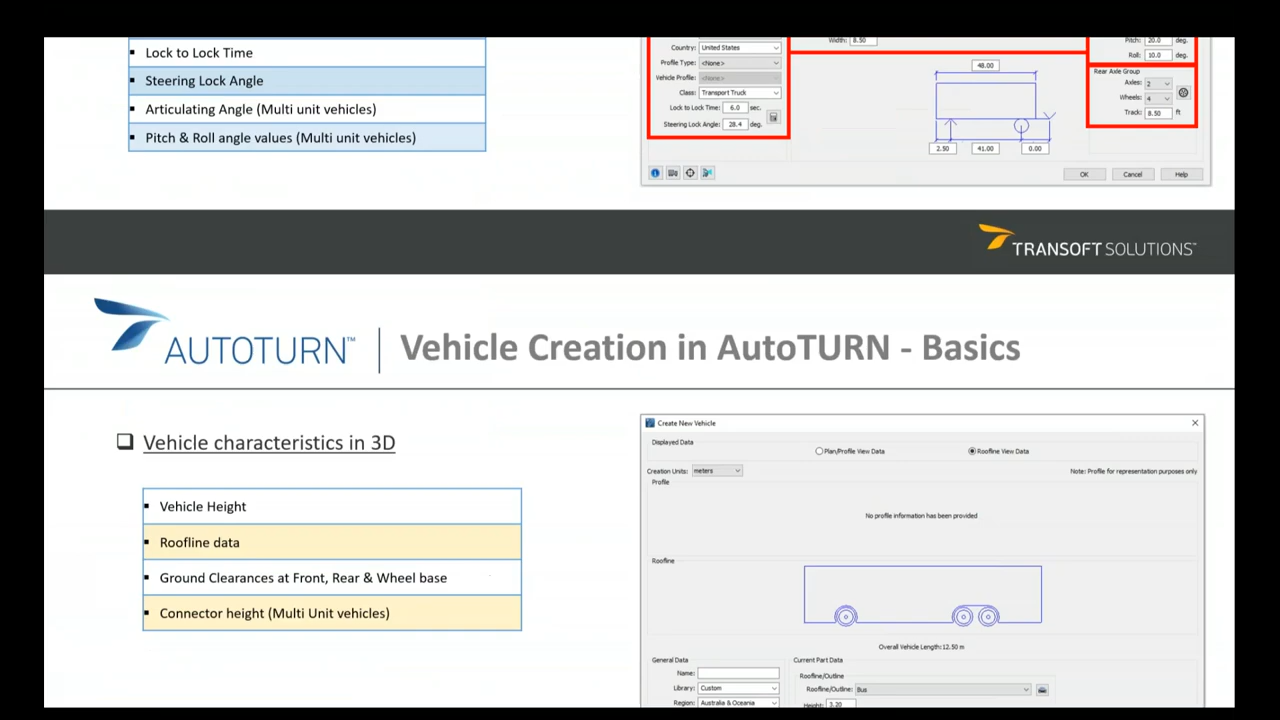 Lock to Lock Time
Steering Lock Angle
Articulating Angle (Multi unit vehicles)
Pitch & Roll angle values (Multi unit vehicles)
Country: United States
Profile Type: <None>
Vehicle Profile: <None>
Class: Transport Truck
Lock to Lock Time: 6.0 sec.
Steering Lock Angle: 28.4 deg.
Width: 8.50
48.00
2.50 41.00 0.00
Pitch: 20.0 deg.
Roll: 10.0 deg.
Rear Axle Group
Axles: 2
Wheels: 4
Track: 8.50 ft
OK Cancel Help
TRANSOFT SOLUTIONS™
AUTOTURN™
Vehicle Creation in AutoTURN - Basics
Vehicle characteristics in 3D
Vehicle Height
Roofline data
Ground Clearances at Front, Rear & Wheel base
Connector height (Multi Unit vehicles)
Create New Vehicle
Displayed Data
Plan/Profile View Data Roofline View Data
Creation Units: meters Note: Profile for representation purposes only
Profile
No profile information has been provided
Roofline
Overall Vehicle Length: 12.50 m
General Data
Name:
Library: Custom
Region: Australia & Oceania
Current Part Data
Roofline/Outline
Roofline/Outline: Bus
Height: 3.20